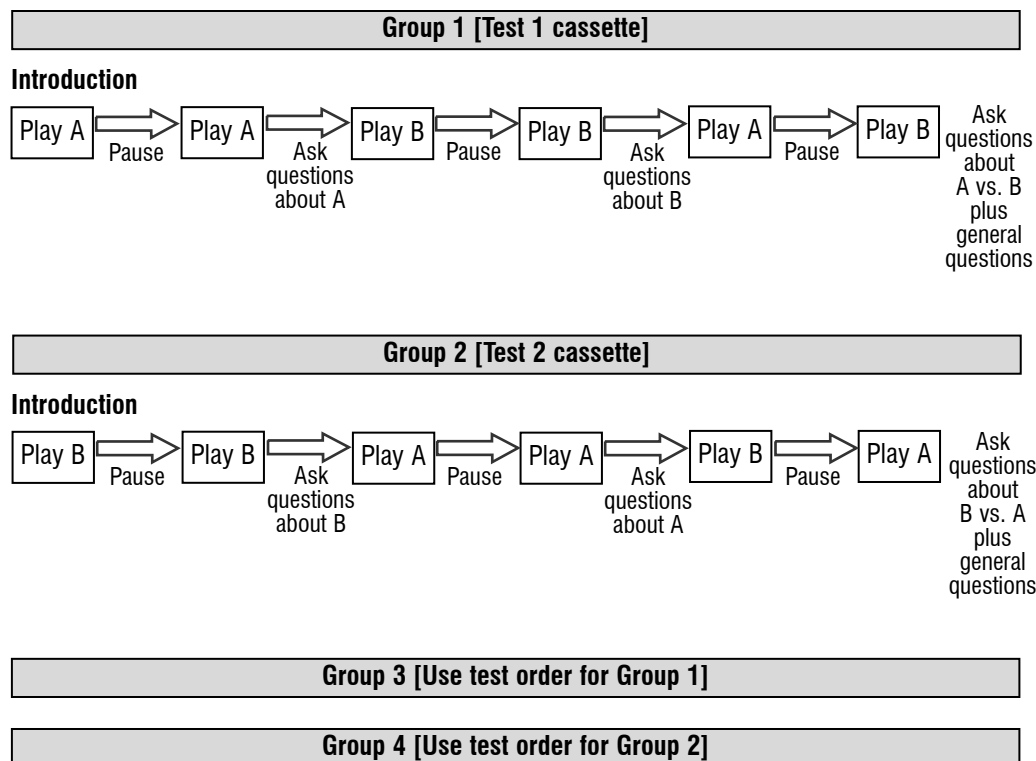 Group 1 [Test 1 cassette]
Introduction
Play A
Pause
Play A
Ask
questions
about A
Play B
Pause
Play B
Ask
questions
about B
Play A
Pause
Play B
Ask
questions
about
A vs. B
plus
general
questions
Group 2 [Test 2 cassette]
Introduction
Play B
Pause
Play B
Ask
questions
about B
Play A
Pause
Play A
Ask
questions
about A
Play B
Pause
Play A
Ask
questions
about
B vs. A
plus
general
questions
Group 3 [Use test order for Group 1]
Group 4 [Use test order for Group 2]